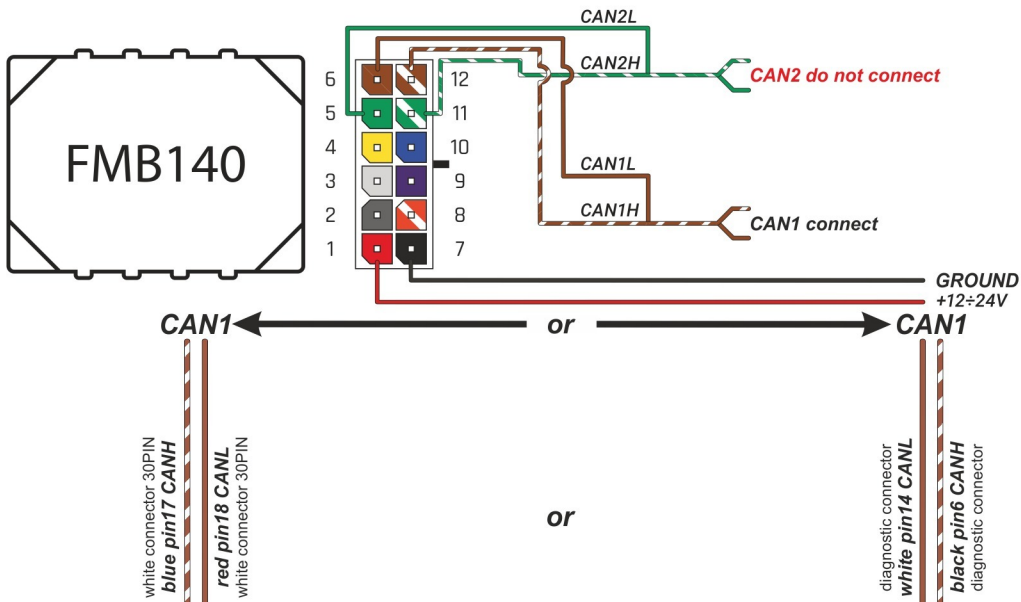 CAN2L
CAN2H
CAN2 do not connect
FMB140
6 12
5 11
4 10
3 9
2 8
1 7
CAN1L
CAN1H
CAN1 connect
GROUND
+12÷24V
CAN1 or CAN1
white connector 30PIN
blue pin17 CANH
red pin18 CANL
white connector 30PIN
or
diagnostic connector
white pin14 CANL
black pin6 CANH
diagnostic connector